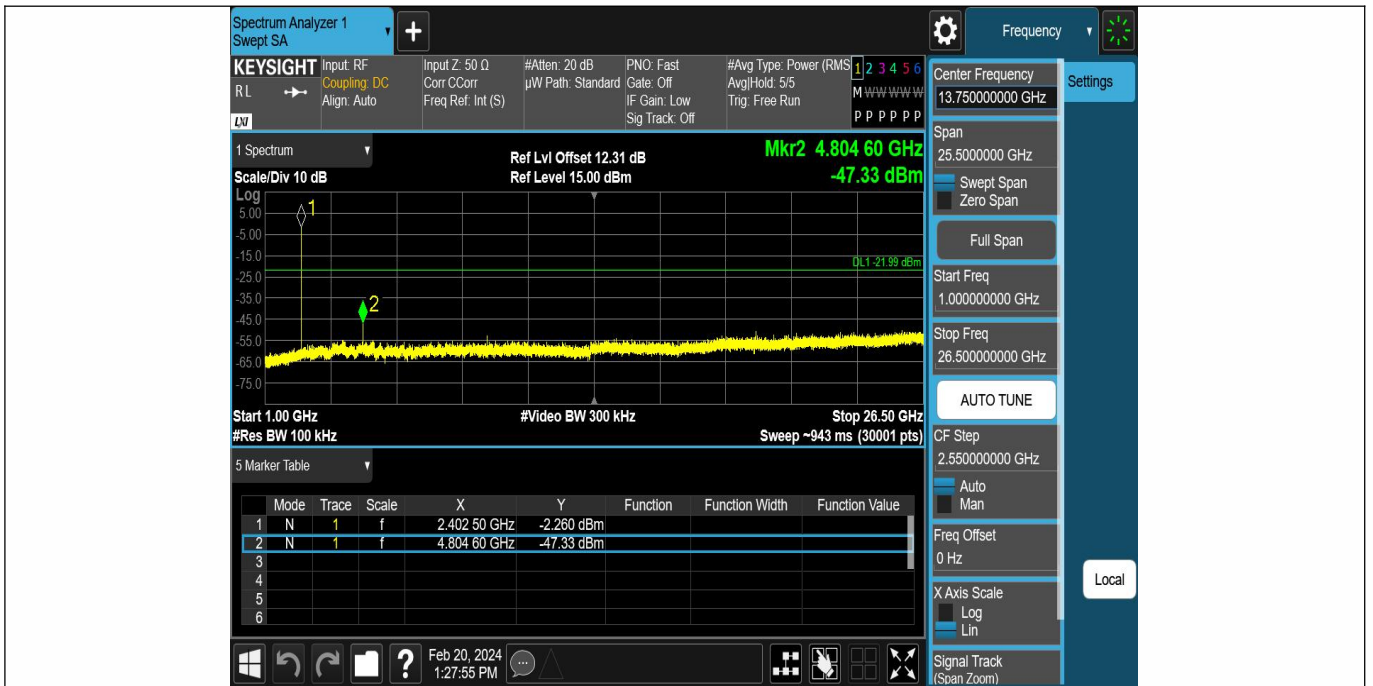 Spectrum Analyzer 1
Swept SA
+
Frequency
KEYSIGHT
RL
LXI
Input: RF
Coupling: DC
Align: Auto
Input Z: 50 Ω
Corr CCorr
Freq Ref: Int (S)
#Atten: 20 dB
µW Path: Standard
PNO: Fast
Gate: Off
IF Gain: Low
Sig Track: Off
#Avg Type: Power (RMS
Avg|Hold: 5/5
Trig: Free Run
1 2 3 4 5 6
M W W W W W
P P P P P P
Center Frequency
13.750000000 GHz
Settings
Span
25.5000000 GHz
Swept Span
Zero Span
Full Span
Start Freq
1.000000000 GHz
Stop Freq
26.500000000 GHz
AUTO TUNE
CF Step
2.550000000 GHz
Auto
Man
Freq Offset
0 Hz
X Axis Scale
Log
Lin
Signal Track
(Span Zoom)
Local
1 Spectrum
Scale/Div 10 dB
Ref Lvl Offset 12.31 dB
Ref Level 15.00 dBm
Mkr2 4.804 60 GHz
-47.33 dBm
Log
5.00
-5.00
-15.0
-25.0
-35.0
-45.0
-55.0
-65.0
-75.0
1
2
DL1 -21.99 dBm
Start 1.00 GHz
#Video BW 300 kHz
Stop 26.50 GHz
#Res BW 100 kHz
Sweep ~943 ms (30001 pts)
5 Marker Table
Mode Trace Scale X Y Function Function Width Function Value
1 N 1 f 2.402 50 GHz -2.260 dBm
2 N 1 f 4.804 60 GHz -47.33 dBm
3
4
5
6
?
Feb 20, 2024
1:27:55 PM